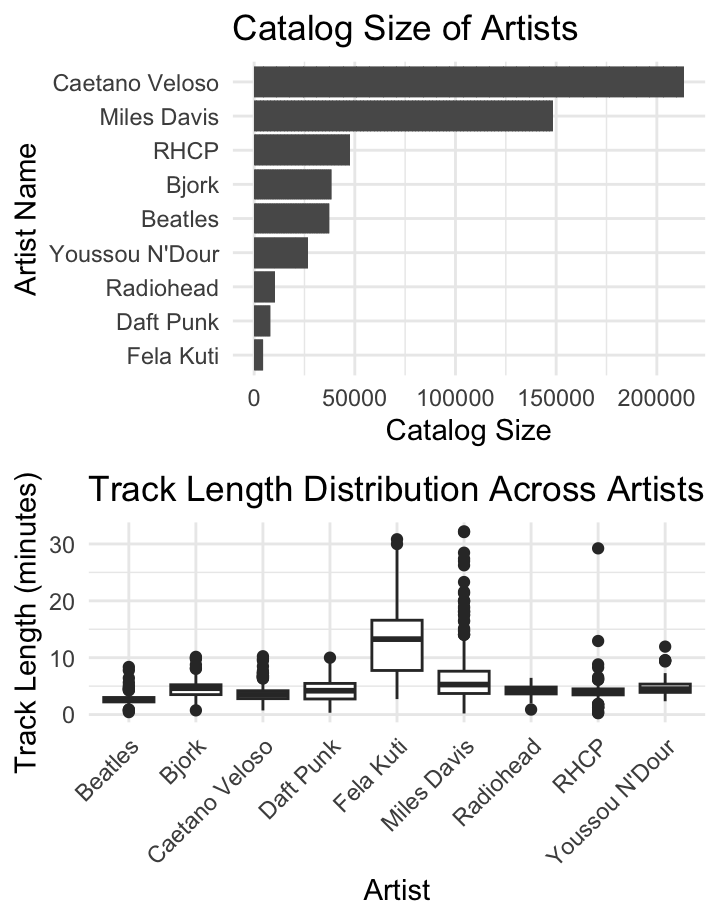 Catalog Size of Artists
Artist Name
Caetano Veloso
Miles Davis
RHCP
Bjork
Beatles
Youssou N'Dour
Radiohead
Daft Punk
Fela Kuti
0 50000 100000 150000 200000
Catalog Size
Track Length Distribution Across Artists
Track Length (minutes)
30
20
10
0
Beatles
Bjork
Caetano Veloso
Daft Punk
Fela Kuti
Miles Davis
Radiohead
RHCP
Youssou N'Dour
Artist